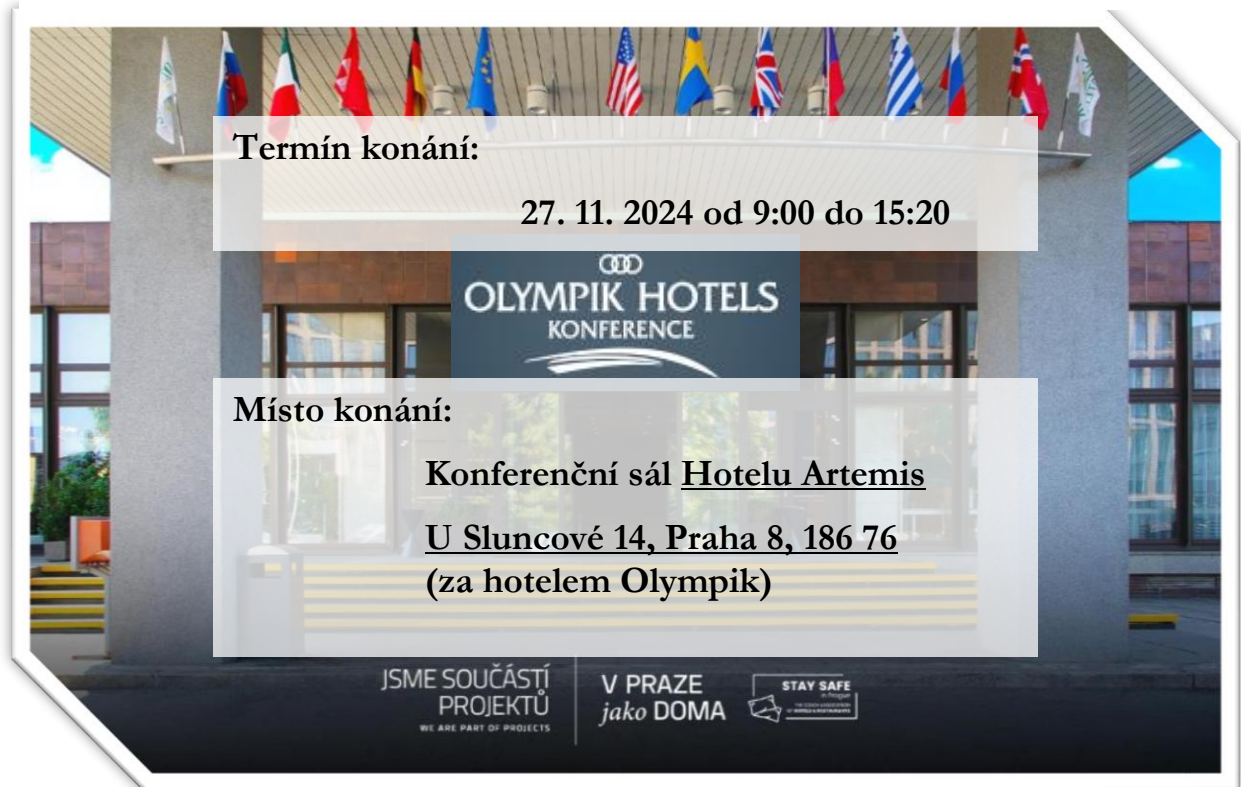 Termín konání:
27. 11. 2024 od 9:00 do 15:20
OLYMPIK HOTELS
KONFERENCE
Místo konání:
Konferenční sál Hotelu Artemis
U Sluncové 14, Praha 8, 186 76
(za hotelem Olympik)
JSME SOUČÁSTÍ
PROJEKTŮ
WE ARE PART OF PROJECTS
V PRAZE
jako DOMA
STAY SAFE